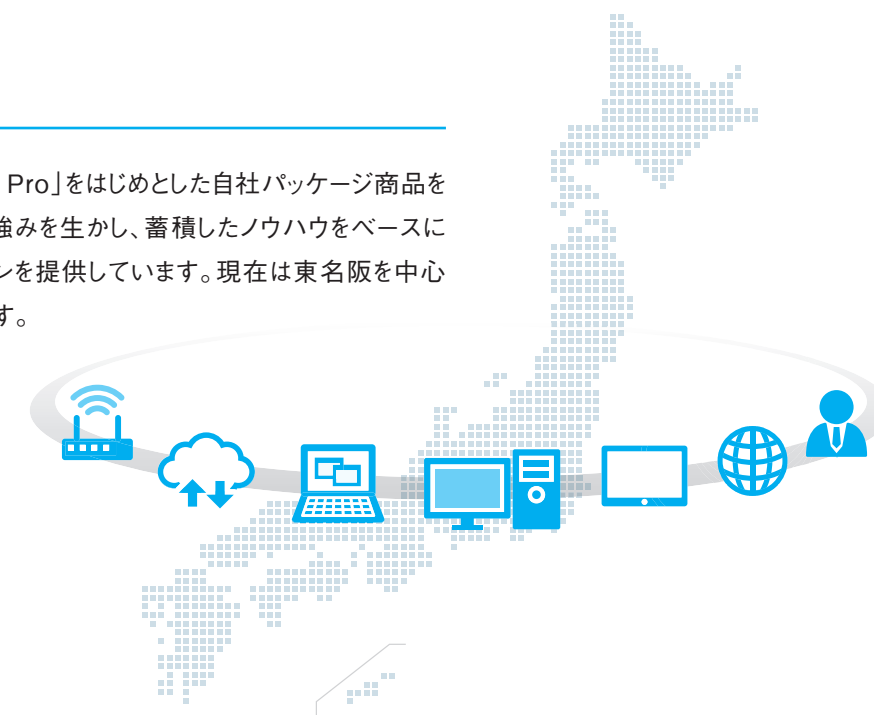 Pro」をはじめとした自社パッケージ商品を
強みを生かし、蓄積したノウハウをベースに
ンを提供しています。現在は東名阪を中心
す。